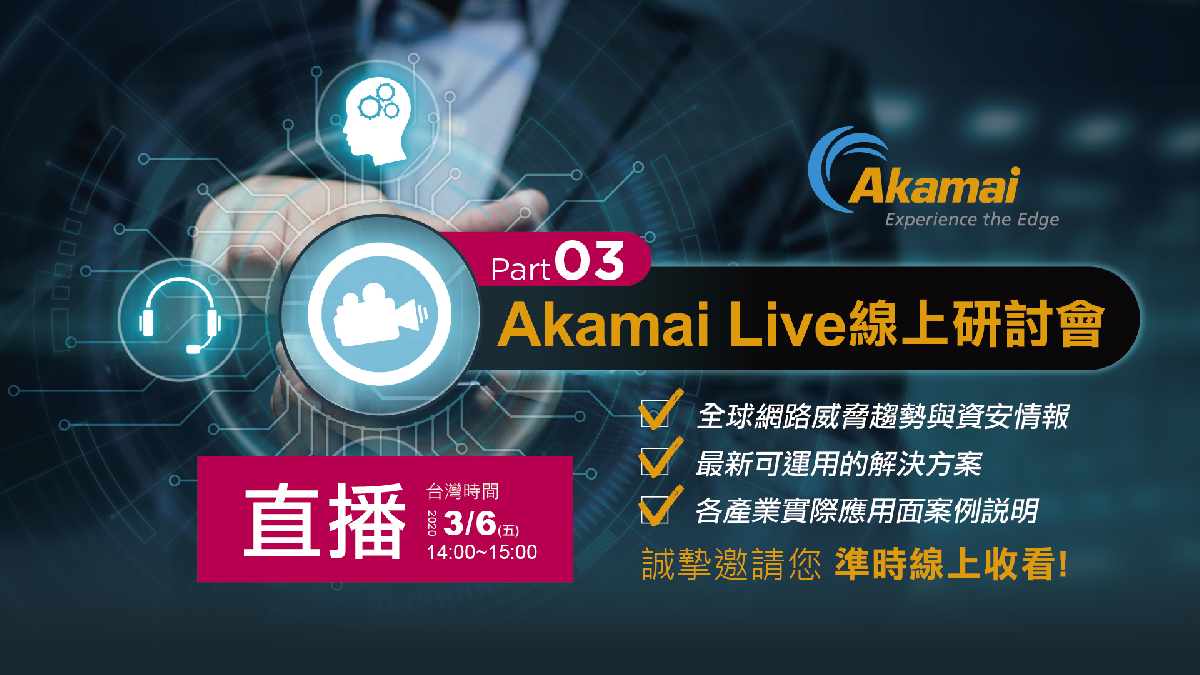 Akamai
Experience the Edge
Part 03
Akamai Live線上研討會
全球網路威脅趨勢與資安情報
最新可運用的解決方案
各產業實際應用面案例説明
誠摯邀請您 準時線上收看!
直播
台灣時間
2020 3/6(五)
14:00~15:00